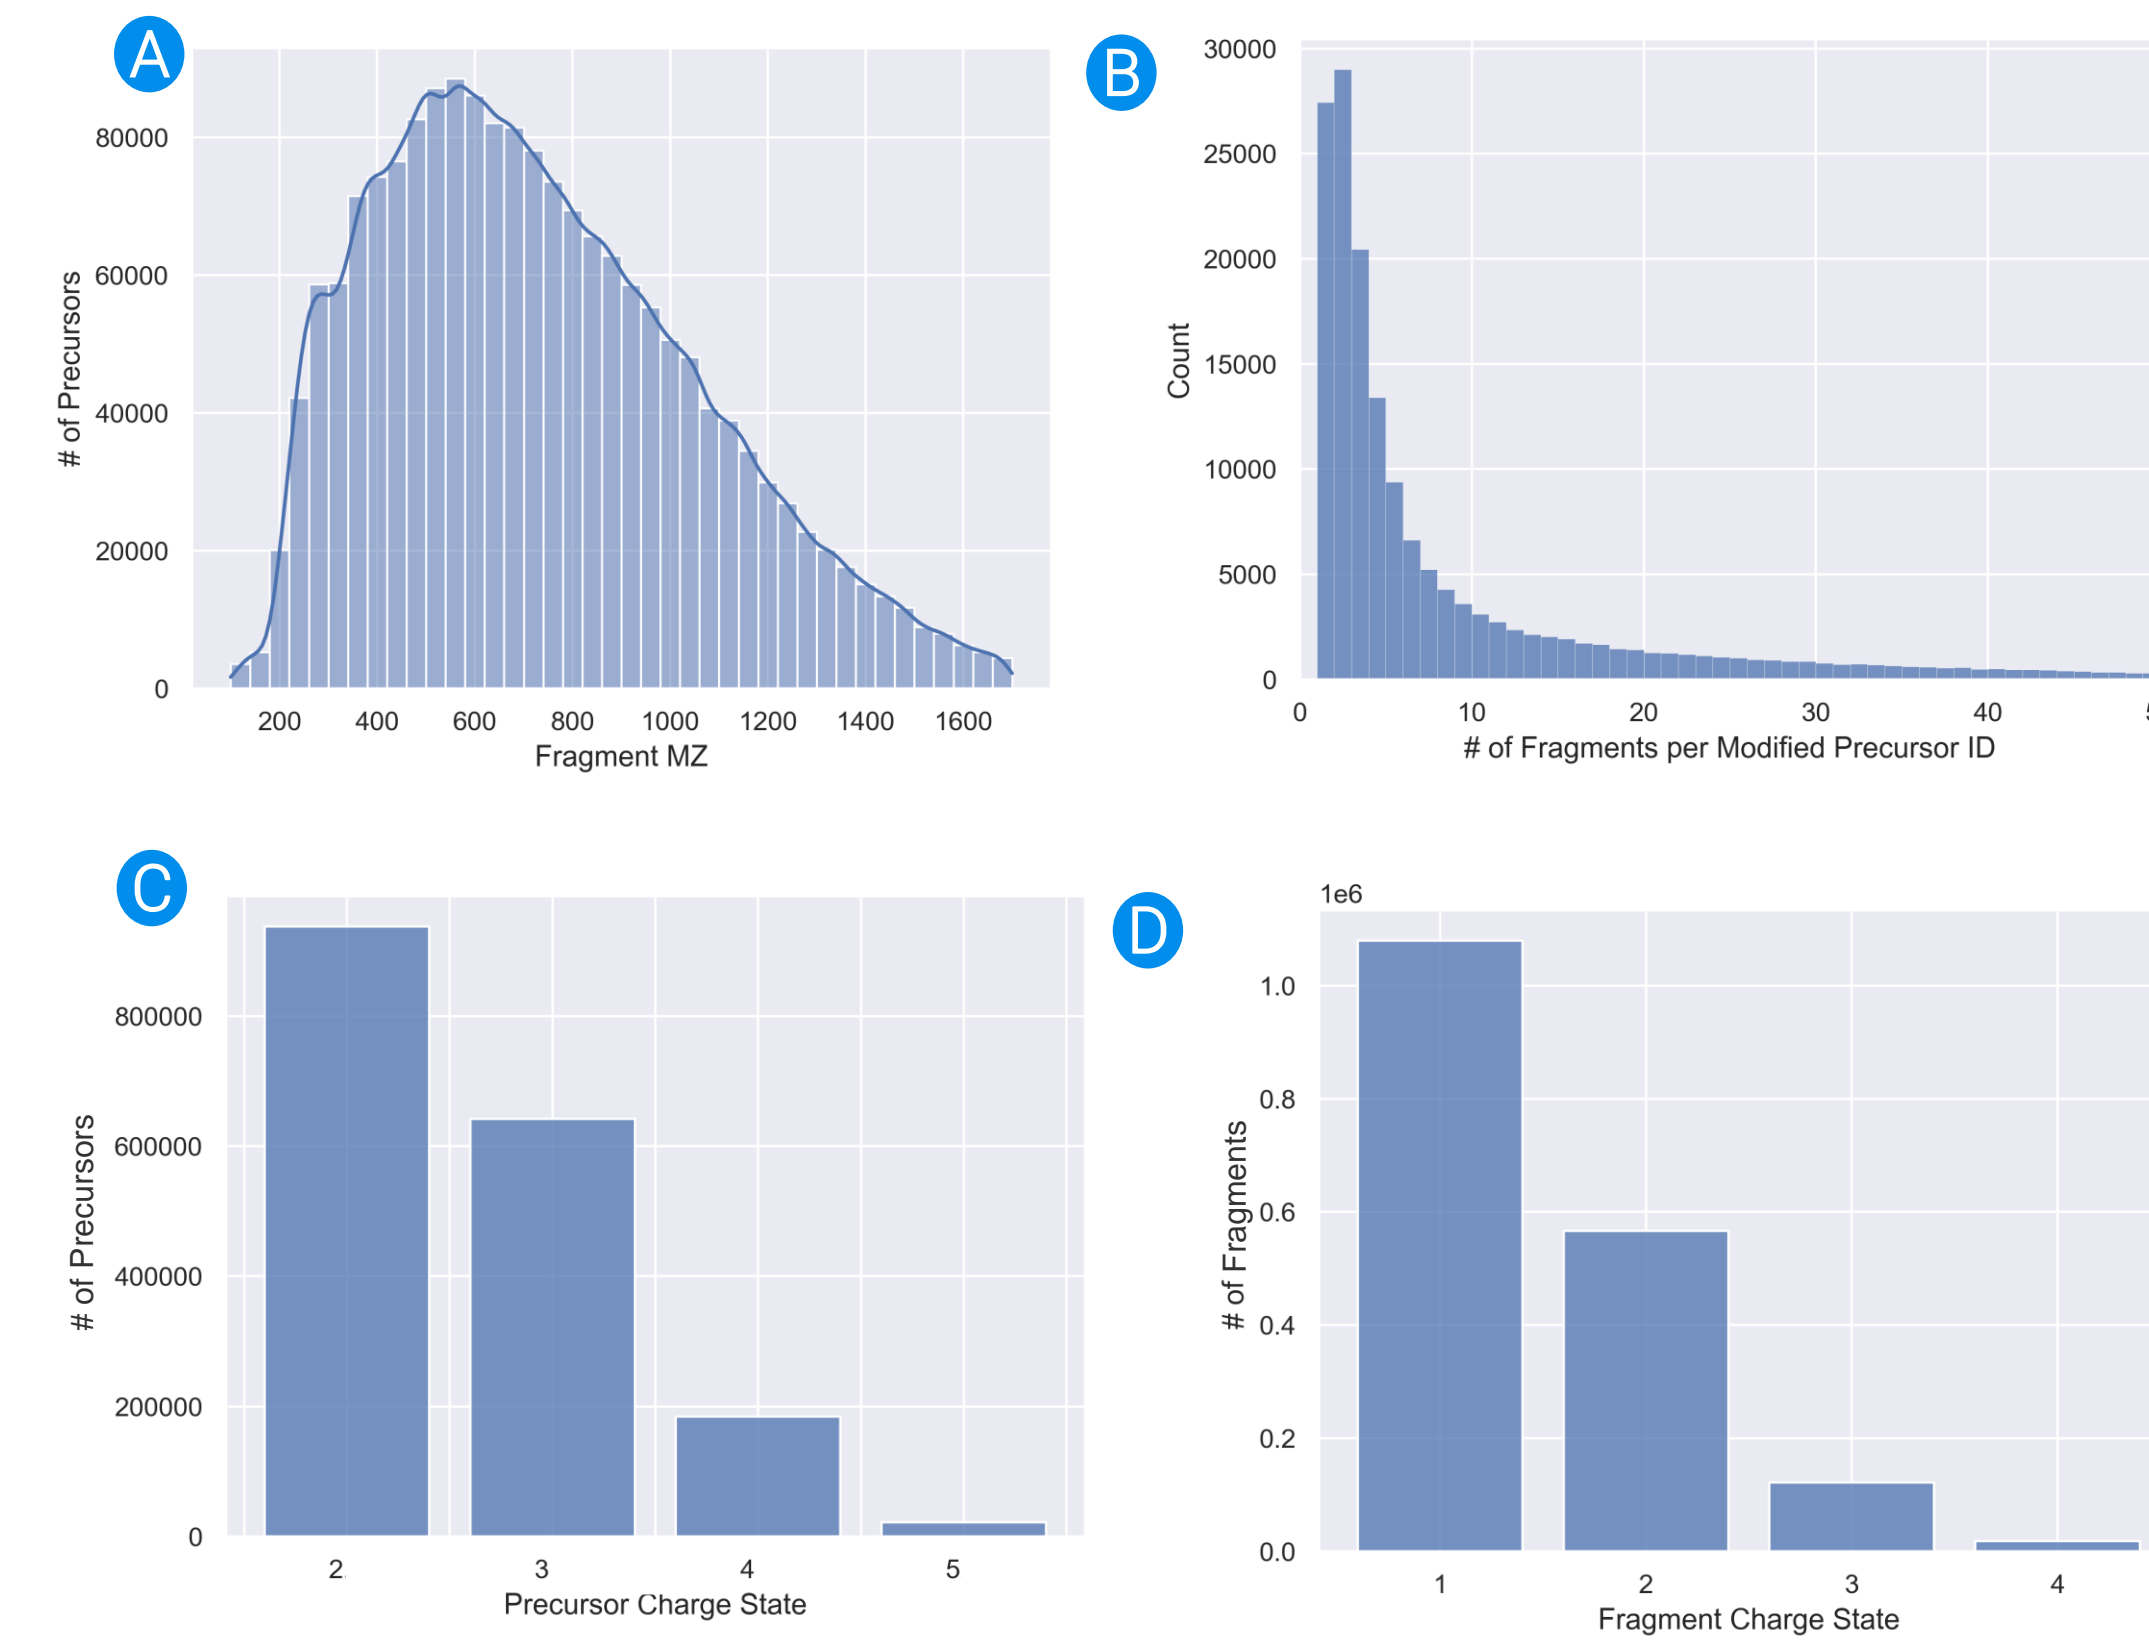 A
80000
60000
40000
20000
0
# of Precursors
200 400 600 800 1000 1200 1400 1600
Fragment MZ
B
30000
25000
20000
15000
10000
5000
0
Count
0 10 20 30 40
# of Fragments per Modified Precursor ID
C
800000
600000
400000
200000
0
# of Precursors
2 3 4 5
Precursor Charge State
D
1e6
1.0
0.8
0.6
0.4
0.2
0.0
# of Fragments
1 2 3 4
Fragment Charge State